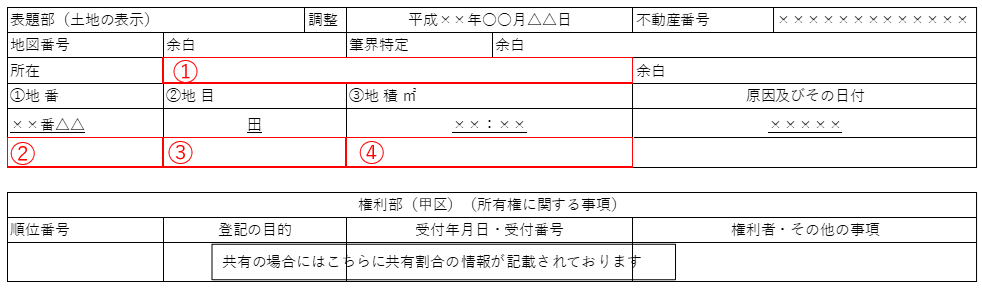 表題部（土地の表示） 調整 平成××年〇〇月△△日 不動産番号 ×××××××××××××
地図番号 余白 筆界特定 余白
所在 ① 余白
①地 番 ②地 目 ③地 積 ㎡ 原因及びその日付
××番△△ 田 ××：×× ×××××
② ③ ④
権利部（甲区）（所有権に関する事項）
順位番号 登記の目的 受付年月日・受付番号 権利者・その他の事項
共有の場合にはこちらに共有割合の情報が記載されております